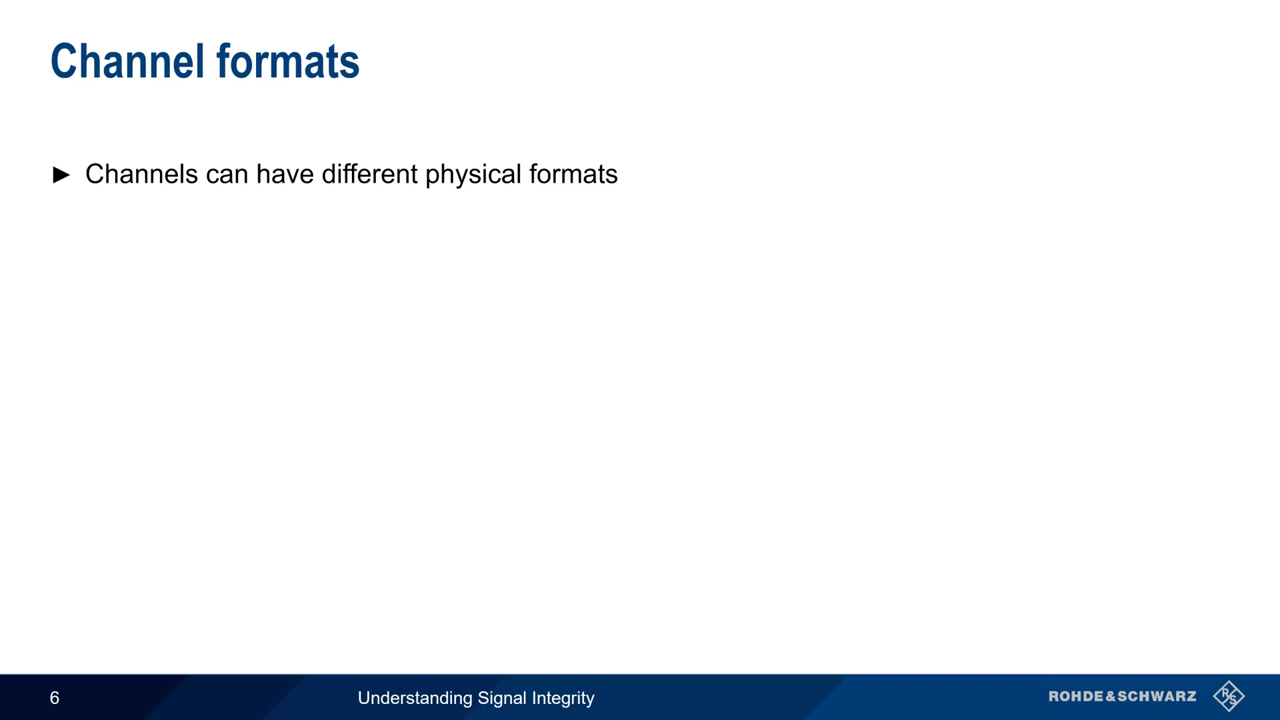 Channel formats
► Channels can have different physical formats
6
Understanding Signal Integrity
ROHDE&SCHWARZ
R S